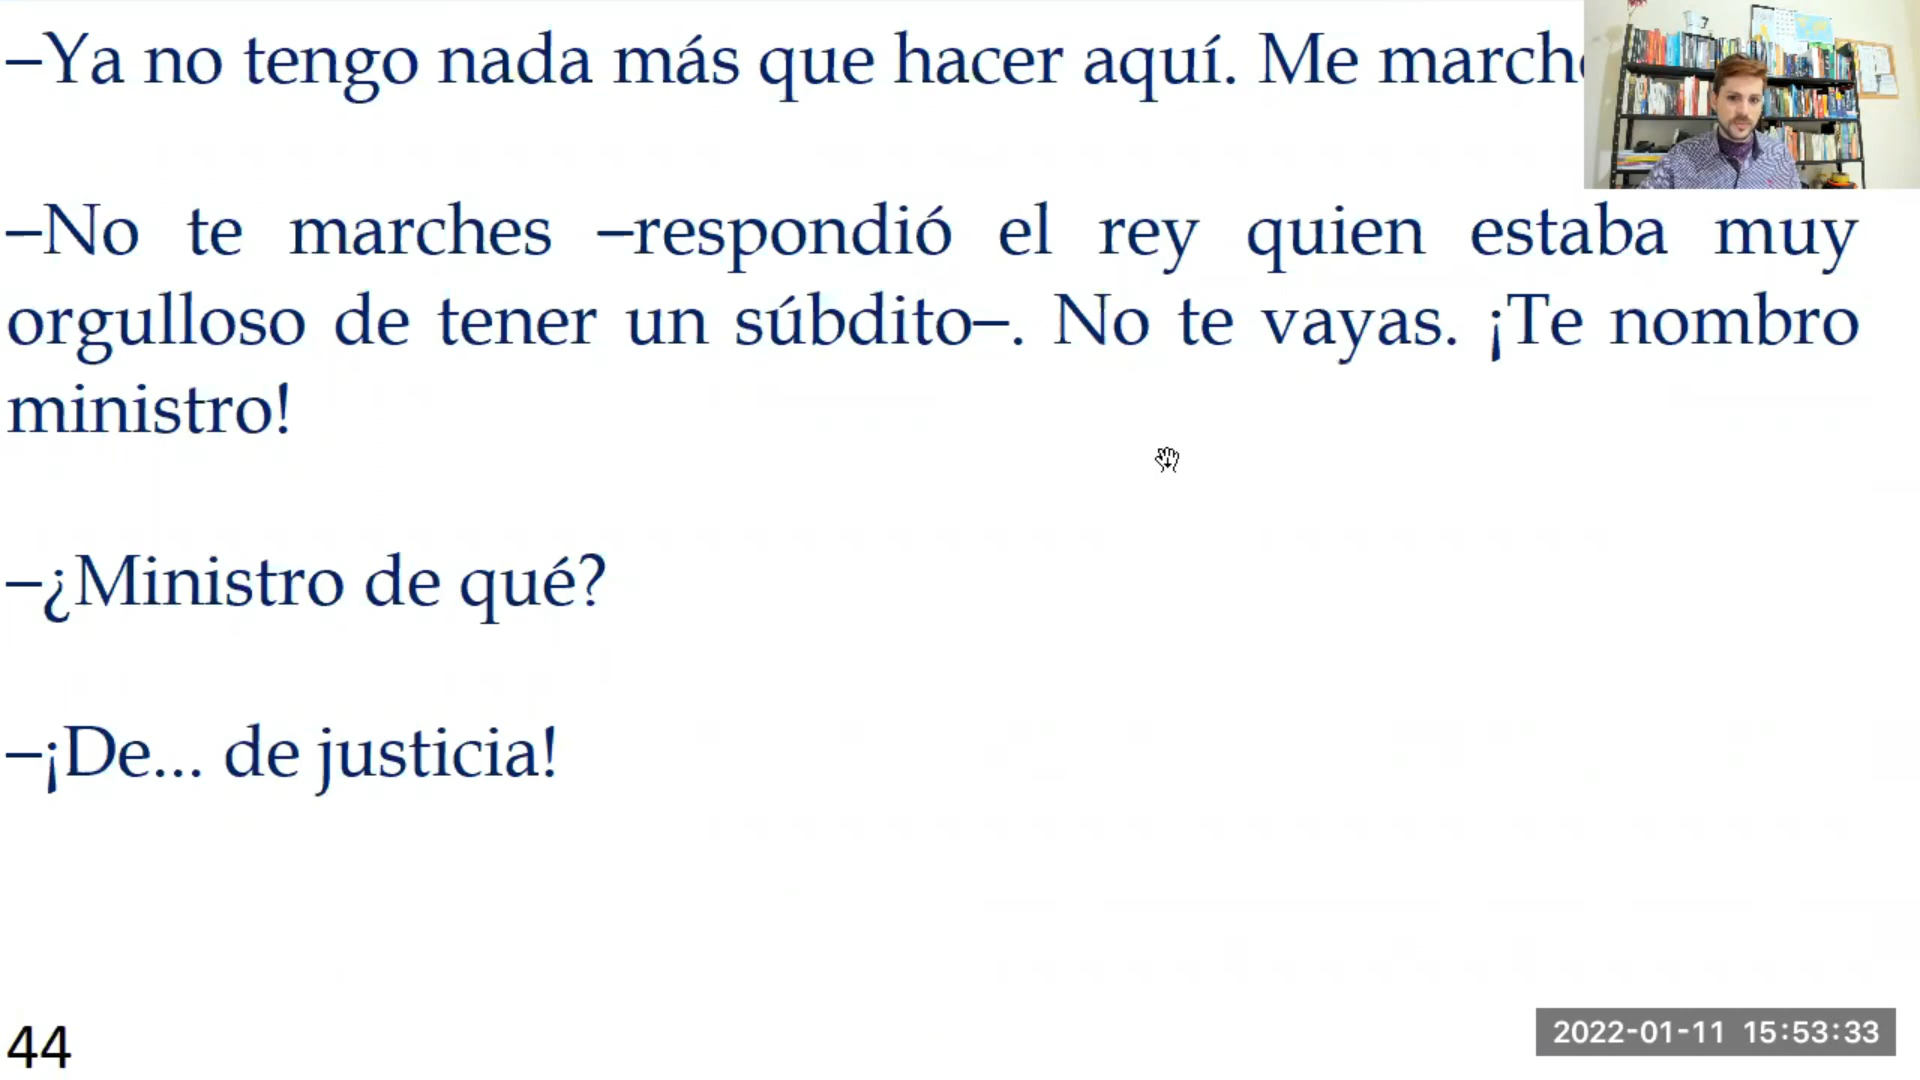 –Ya no tengo nada más que hacer aquí. Me
–No te marches –respondió el rey quien estaba muy
orgulloso de tener un súbdito–. No te vayas. ¡Te nombro
ministro!
–¿Ministro de qué?
–¡De... de justicia!
44
2022-01-11 15:53:33